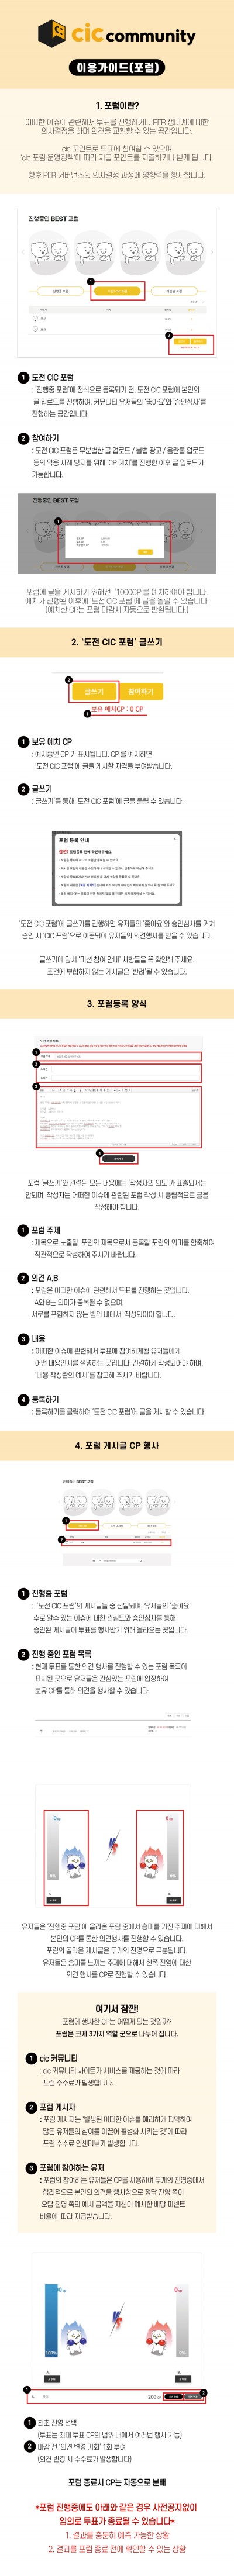 cic community
이용가이드(포럼)
1. 포럼이란?
어떠한 이슈에 관련해서 투표를 진행하거나 PER 생태계에 대한
의사결정을 하여 의견을 교환할 수 있는 공간입니다.
cic 포인트로 투표에 참여할 수 있으며
'cic 포럼 운영정책'에 따라 지급 포인트를 지출하거나 받게 됩니다.
향후 PER 거버넌스의 의사결정 과정에 영향력을 행사합니다.
진행중인 BEST 포럼
1 도전 CIC 포럼
: '진행중 포럼'에 정식으로 등록되기 전, 도전 CIC 포럼에 본인의
글 업로드를 진행하여, 커뮤니티 유저들의 '좋아요'와 '승인심사'를
진행하는 공간입니다.
2 참여하기
: 도전 CIC 포럼은 무분별한 글 업로드 / 불법 광고 / 음란물 업로드
등의 악용 사례 방지를 위해 'CP 예치'를 진행한 이후 글 업로드가
가능합니다.
진행중인 BEST 포럼
포럼에 글을 게시하기 위해선 '1000CP'를 예치하여야 합니다.
예치가 진행된 이후에 '도전 CIC 포럼'에 글을 올릴 수 있습니다.
(예치한 CP는 포럼 마감시 자동으로 반환됩니다.)
2. '도전 CIC 포럼' 글쓰기
글쓰기
참여하기
보유 예치CP : 0 CP
1 보유 예치 CP
: 예치중인 CP 가 표시됩니다. CP 를 예치하면
'도전 CIC 포럼'에 글을 게시할 자격을 부여받습니다.
2 글쓰기
: 글쓰기'를 통해 '도전 CIC 포럼'에 글을 올릴 수 있습니다.
포럼 등록 안내
'도전 CIC 포럼'에 글쓰기를 진행하면 유저들의 '좋아요'와 승인심사를 거쳐
승인 시 'CIC 포럼'으로 이동되어 유저들의 의견행사를 받을 수 있습니다.
글쓰기에 앞서 '미션 참여 안내' 사항들을 꼭 확인해 주세요.
조건에 부합하지 않는 게시글은 '반려'될 수 있습니다.
3. 포럼등록 양식
포럼 '글쓰기'와 관련된 모든 내용에는 '작성자의 의도'가 표출되서는
안되며, 작성자는 어떠한 이슈에 관련된 포럼 작성 시 중립적으로 글을
작성해야 합니다.
1 포럼 주제
: 제목으로 노출될 포럼의 제목으로서 등록할 포럼의 의미를 함축하여
직관적으로 작성하여 주시기 바랍니다.
2 의견 A,B
: 포럼은 어떠한 이슈에 관련해서 투표를 진행하는 곳입니다.
A와 B는 의미가 중복될 수 없으며,
서로를 포함하지 않는 범위 내에서 작성되어야 합니다.
3 내용
: 어떠한 이슈에 관련해서 투표에 참여하게될 유저들에게
어떤 내용인지를 설명하는 곳입니다. 간결하게 작성되어야 하며,
'내용 작성란의 예시'를 참고해 주시기 바랍니다.
4 등록하기
: 등록하기를 클릭하여 '도전 CIC 포럼'에 글을 게시할 수 있습니다.
4. 포럼 게시글 CP 행사
진행중인 BEST 포럼
1 진행중 포럼
: '도전 CIC 포럼'의 게시글들 중 선발되며, 유저들의 '좋아요'
수로 알수 있는 이슈에 대한 관심도와 승인심사를 통해
승인된 게시글이 투표를 행사받기 위해 올라오는 곳입니다.
2 진행 중인 포럼 목록
: 현재 투표를 통한 의견 행사를 진행할 수 있는 포럼 목록이
표시된 곳으로 유저들은 관심있는 포럼에 입장하여
보유 CP를 통해 의견을 행사할 수 있습니다.
0cp
0cp
0%
0%
유저들은 '진행중 포럼'에 올라온 포럼 중에서 흥미를 가진 주제에 대해서
본인의 CP를 통한 의견행사를 진행할 수 있습니다.
포럼의 올라온 게시글은 두개의 진영으로 구분됩니다.
유저들은 흥미를 느끼는 주제에 대해서 한쪽 진영에 대한
의견 행사를 CP로 진행할 수 있습니다.
여기서 잠깐!
포럼에 행사한 CP는 어떻게 되는 것일까?
포럼은 크게 3가지 역할 군으로 나누어 집니다.
1 cic 커뮤니티
: cic 커뮤니티 사이트가 서비스를 제공하는 것에 따라
포럼 수수료가 발생합니다.
2 포럼 게시자
: 포럼 게시자는 '발생된 어떠한 이슈를 예리하게 파악하여
많은 유저들의 참여를 이끌어 활성화 시키는 것'에 따라
포럼 수수료 인센티브가 발생합니다.
3 포럼에 참여하는 유저
: 포럼의 참여하는 유저들은 CP를 사용하여 두개의 진영중에서
합리적으로 본인의 의견을 행사함으로 정답 진영 쪽이
오답 진영 쪽의 예치 금액을 자신이 예치한 배당 퍼센트
비율에 따라 지급받습니다.
100%
0%
200
1 최초 진영 선택
(투표는 최대 투표 CP의 범위 내에서 여러번 행사 가능)
2 마감 전 '의견 변경 기회' 1회 부여
(의견 변경 시 수수료가 발생합니다)
포럼 종료시 CP는 자동으로 분배
*포럼 진행중에도 아래와 같은 경우 사전공지없이
임의로 투표가 종료될 수 있습니다*
1. 결과를 충분히 예측 가능한 상황
2. 결과를 포럼 종료 전에 확인할 수 있는 상황